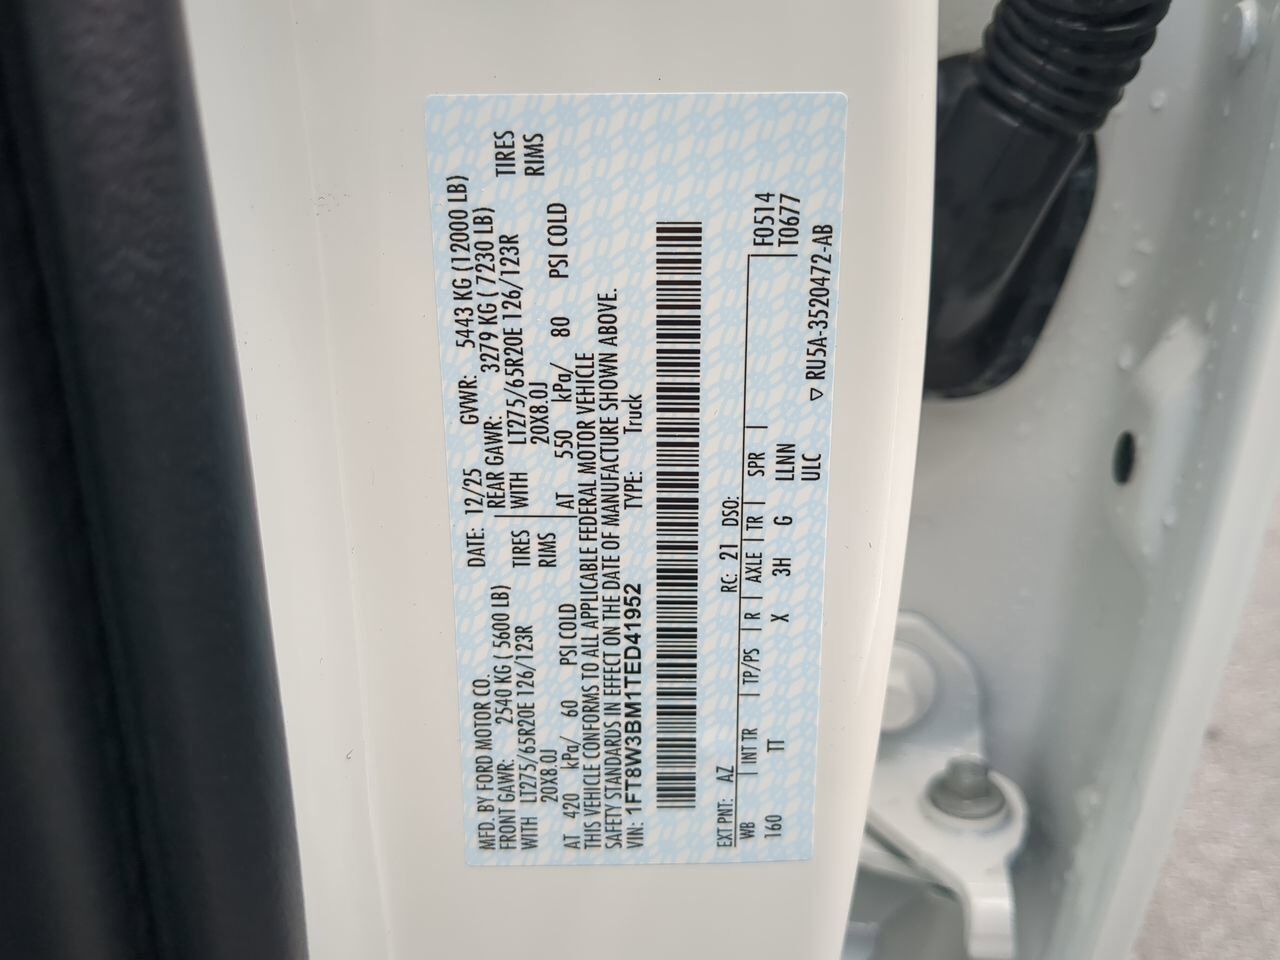 MFD. BY FORD MOTOR CO.
DATE: 12/25 GVWR: 5443 KG (12000 LB)
FRONT GAWR: 2540 KG ( 5600 LB) REAR GAWR: 3279 KG ( 7230 LB)
WITH LT275/65R20E 126/123R TIRES WITH LT275/65R20E 126/123R TIRES
20X8.0J RIMS 20X8.0J RIMS
AT 420 kPa/ 60 PSI COLD AT 550 kPa/ 80 PSI COLD
THIS VEHICLE CONFORMS TO ALL APPLICABLE FEDERAL MOTOR VEHICLE
SAFETY STANDARDS IN EFFECT ON THE DATE OF MANUFACTURE SHOWN ABOVE.
VIN: 1FT8W3BM1TED41952 TYPE: Truck
EXT PNT: AZ RC: 21 DSO:
WB INT TR TP/PS R AXLE TR SPR F0514
160 TT X 3H G LLNN T0677
ULC
▽ RU5A-3520472-AB